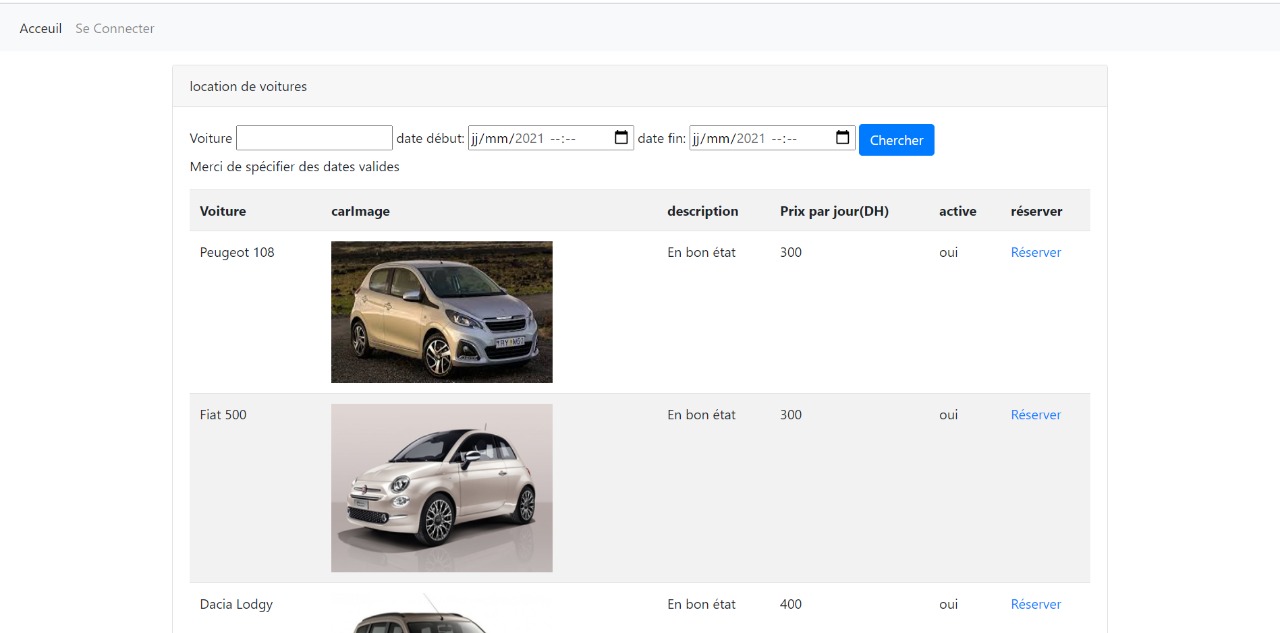 Acceuil Se Connecter
location de voitures
Voiture date début: jj/mm/2021 --:-- date fin: jj/mm/2021 --:-- Chercher
Merci de spécifier des dates valides
Voiture carImage description Prix par jour(DH) active réserver
Peugeot 108 En bon état 300 oui Réserver
Fiat 500 En bon état 300 oui Réserver
Dacia Lodgy En bon état 400 oui Réserver